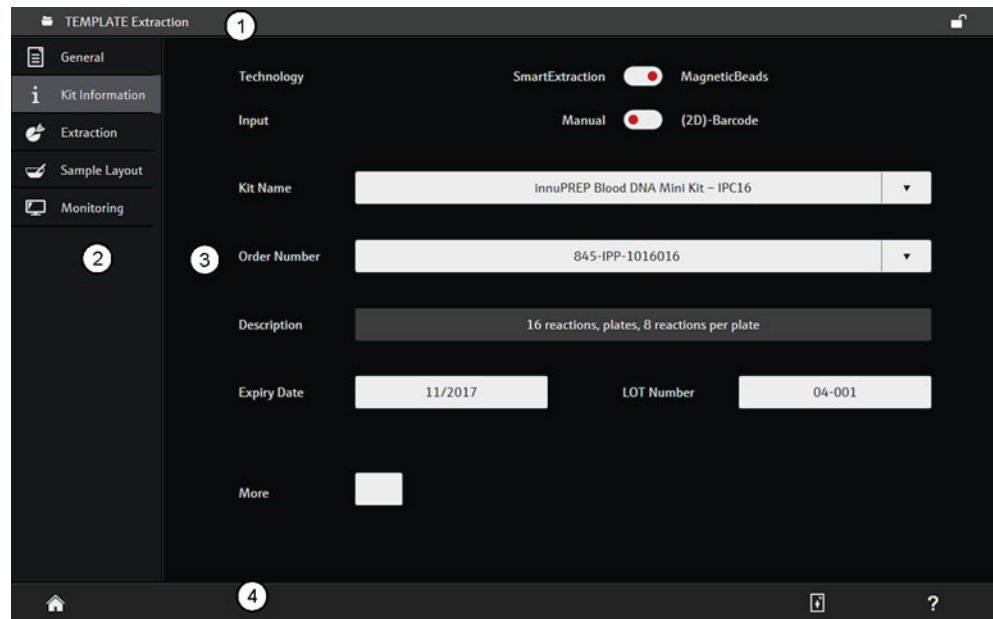 TEMPLATE Extraction
1
General
Kit Information
Extraction
Sample Layout
Monitoring
2
Technology SmartExtraction MagneticBeads
Input Manual (2D)-Barcode
Kit Name innuPREP Blood DNA Mini Kit – IPC16
3 Order Number 845-IPP-1016016
Description 16 reactions, plates, 8 reactions per plate
Expiry Date 11/2017 LOT Number 04-001
More
4
?